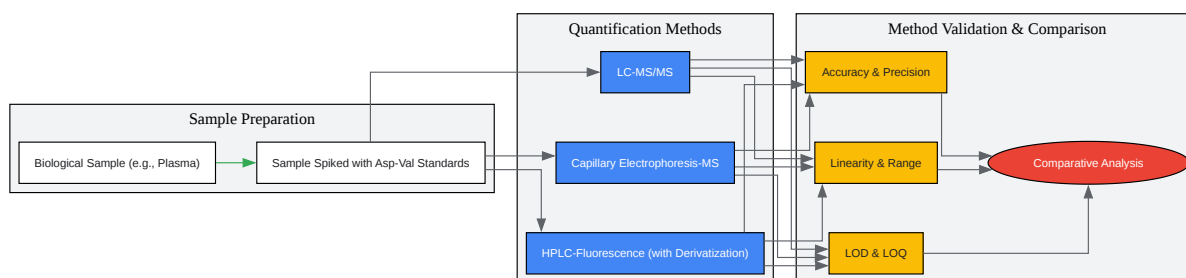 Sample Preparation
Biological Sample (e.g., Plasma)
Sample Spiked with Asp-Val Standards
Quantification Methods
LC-MS/MS
Capillary Electrophoresis-MS
HPLC-Fluorescence (with Derivatization)
Method Validation & Comparison
Accuracy & Precision
Linearity & Range
LOD & LOQ
Comparative Analysis